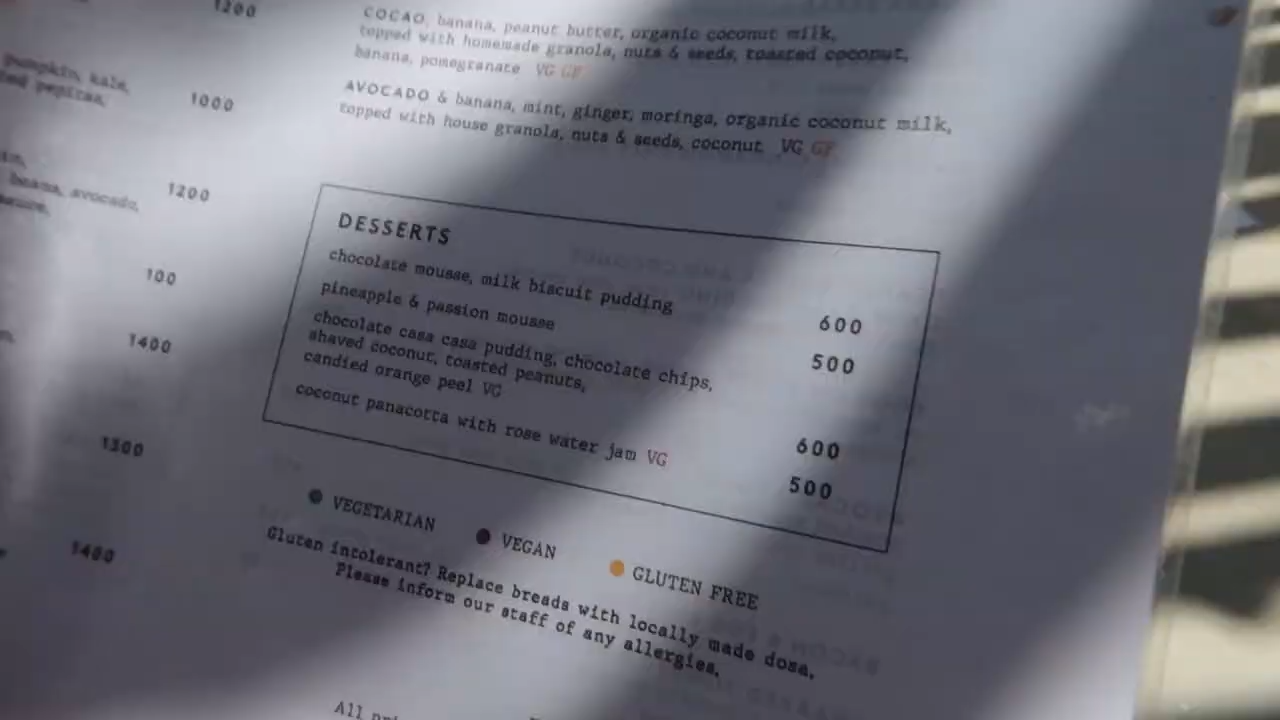 1200
pumpkin, kale,
pepitas,
1000
beans, avocado,
1200
100
1400
1300
1400
COCAO, banana, peanut butter, organic coconut milk,
topped with homemade granola, nuts & seeds, toasted coconut,
banana, pomegranate VG GF
AVOCADO & banana, mint, ginger, moringa, organic coconut milk,
topped with house granola, nuts & seeds, coconut VG GF
DESSERTS
chocolate mousse, milk biscuit pudding 600
pineapple & passion mousse 500
chocolate casa casa pudding, chocolate chips,
shaved coconut, toasted peanuts,
candied orange peel VG 600
coconut panacotta with rose water jam VG 500
VEGETARIAN VEGAN GLUTEN FREE
Gluten intolerant? Replace breads with locally made dosa,
Please inform our staff of any allergies,
All